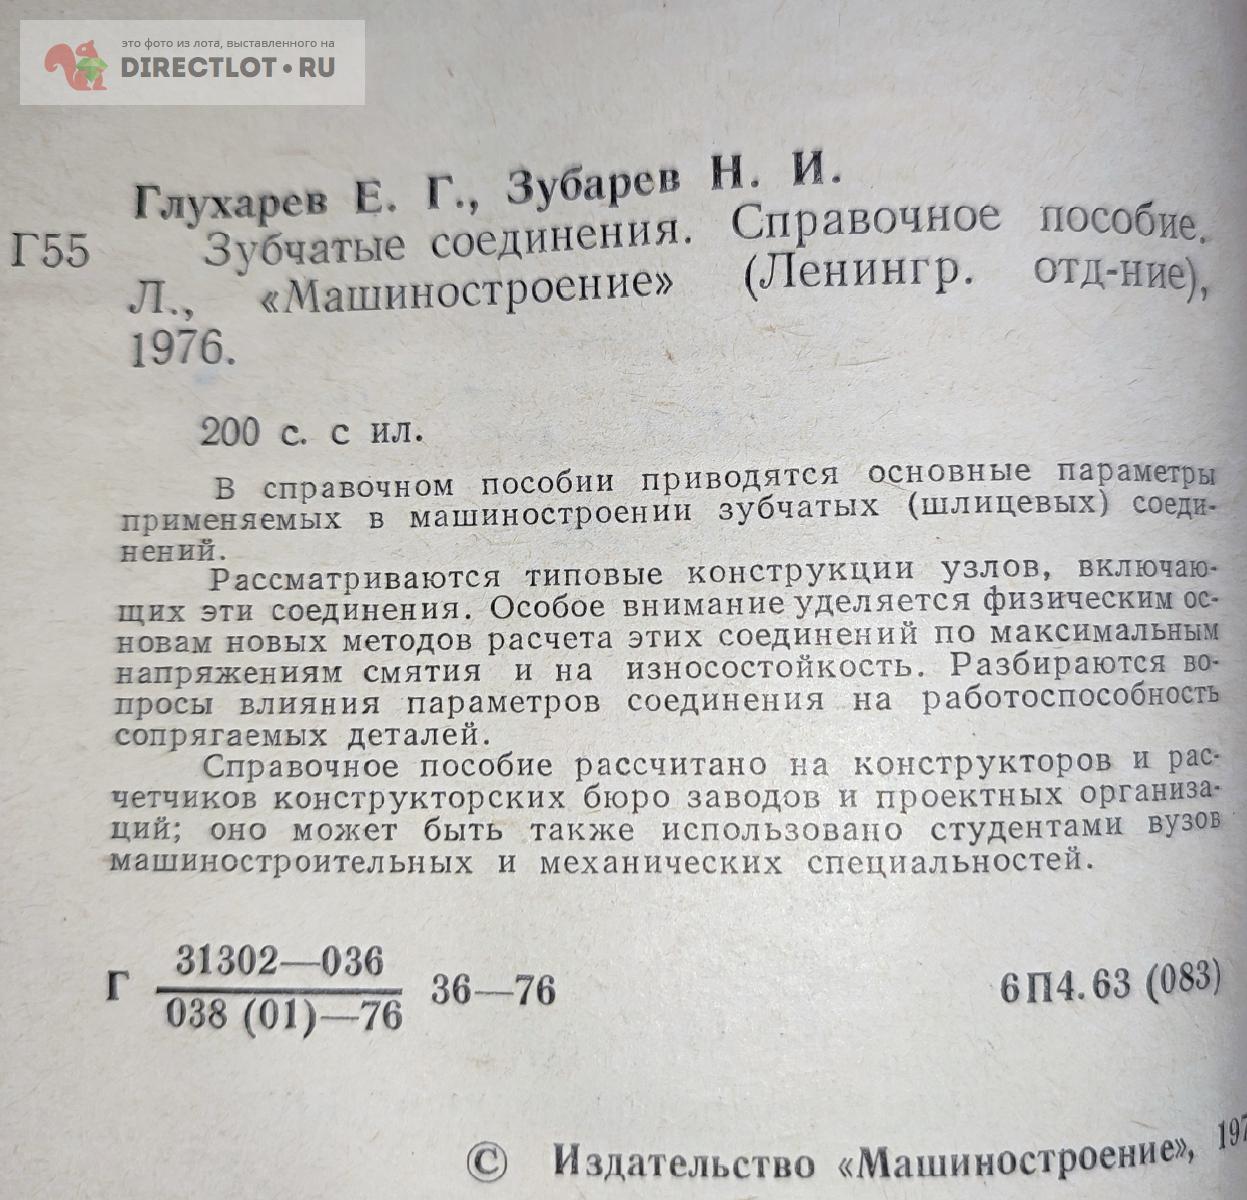 это фото из лота, выставленного на
DIRECTLOT•RU
Глухарев Е. Г., Зубарев Н. И.
Г55 Зубчатые соединения. Справочное пособие.
Л., «Машиностроение» (Ленингр. отд-ние),
1976.
200 с. с ил.
В справочном пособии приводятся основные параметры
применяемых в машиностроении зубчатых (шлицевых) соеди-
нений.
Рассматриваются типовые конструкции узлов, включаю-
щих эти соединения. Особое внимание уделяется физическим ос-
новам новых методов расчета этих соединений по максимальным
напряжениям смятия и на износостойкость. Разбираются во-
просы влияния параметров соединения на работоспособность
сопрягаемых деталей.
Справочное пособие рассчитано на конструкторов и рас-
четчиков конструкторских бюро заводов и проектных организа-
ций; оно может быть также использовано студентами вузов
машиностроительных и механических специальностей.
31302—036
Г 36—76 6П4.63 (083)
038 (01)—76
© Издательство «Машиностроение», 197